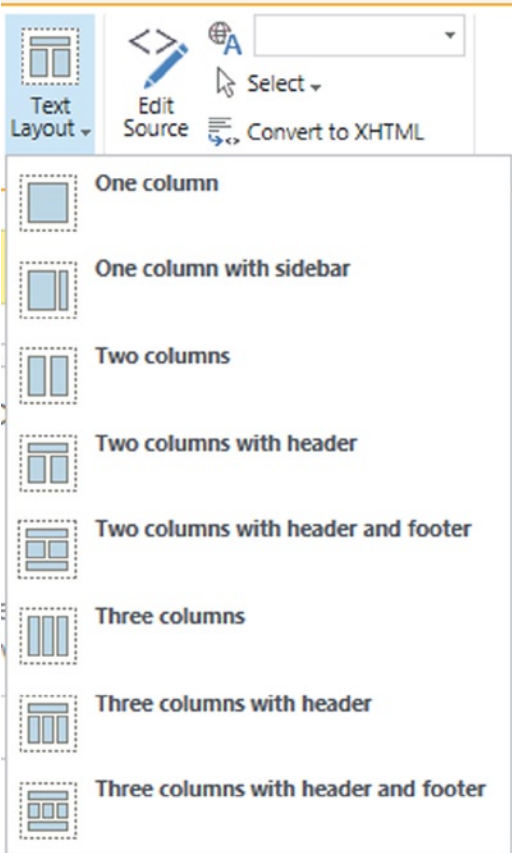 Text
Layout
Edit
Source
A
Select
Convert to XHTML
One column
One column with sidebar
Two columns
Two columns with header
Two columns with header and footer
Three columns
Three columns with header
Three columns with header and footer